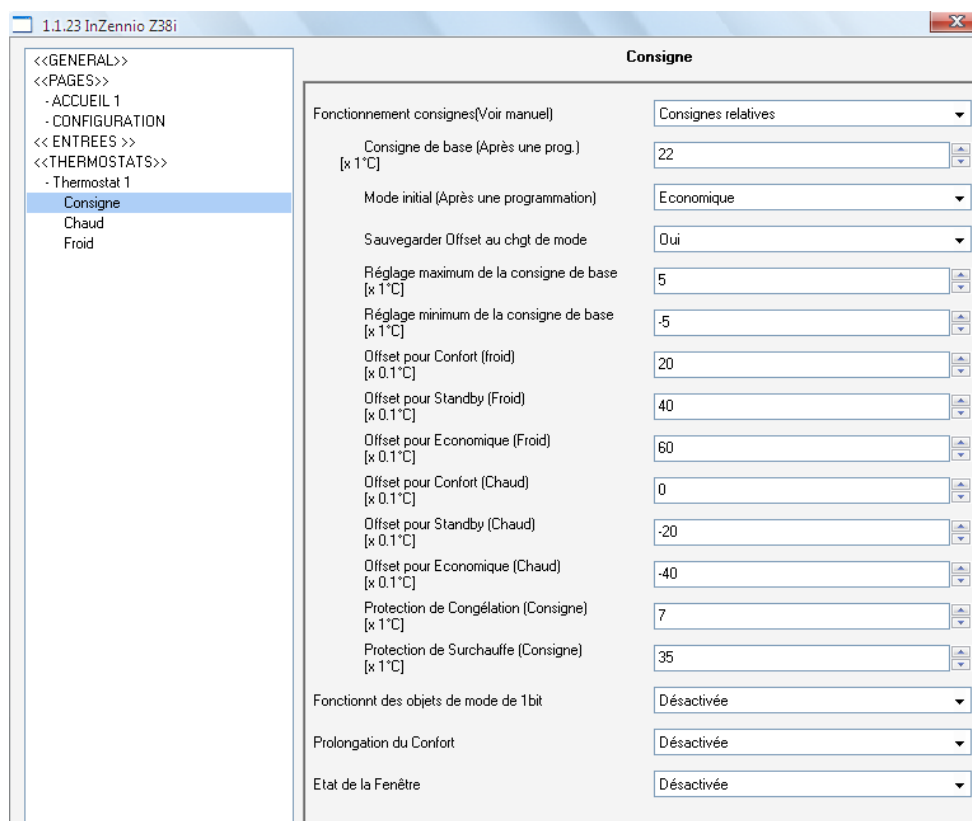 1.1.23 InZennio Z38i
<<GENERAL>>
<<PAGES>>
- ACCUEIL 1
- CONFIGURATION
<< ENTREES >>
<<THERMOSTATS>>
- Thermostat 1
Consigne
Chaud
Froid
Consigne
Fonctionnement consignes(Voir manuel) Consignes relatives
Consigne de base (Après une prog.)
[x 1°C] 22
Mode initial (Après une programmation) Economique
Sauvegarder Offset au chgt de mode Oui
Réglage maximum de la consigne de base
[x 1°C] 5
Réglage minimum de la consigne de base
[x 1°C] -5
Offset pour Confort (froid)
[x 0.1°C] 20
Offset pour Standby (Froid)
[x 0.1°C] 40
Offset pour Economique (Froid)
[x 0.1°C] 60
Offset pour Confort (Chaud)
[x 0.1°C] 0
Offset pour Standby (Chaud)
[x 0.1°C] -20
Offset pour Economique (Chaud)
[x 0.1°C] -40
Protection de Congélation (Consigne)
[x 1°C] 7
Protection de Surchauffe (Consigne)
[x 1°C] 35
Fonctionnt des objets de mode de 1bit Désactivée
Prolongation du Confort Désactivée
Etat de la Fenêtre Désactivée